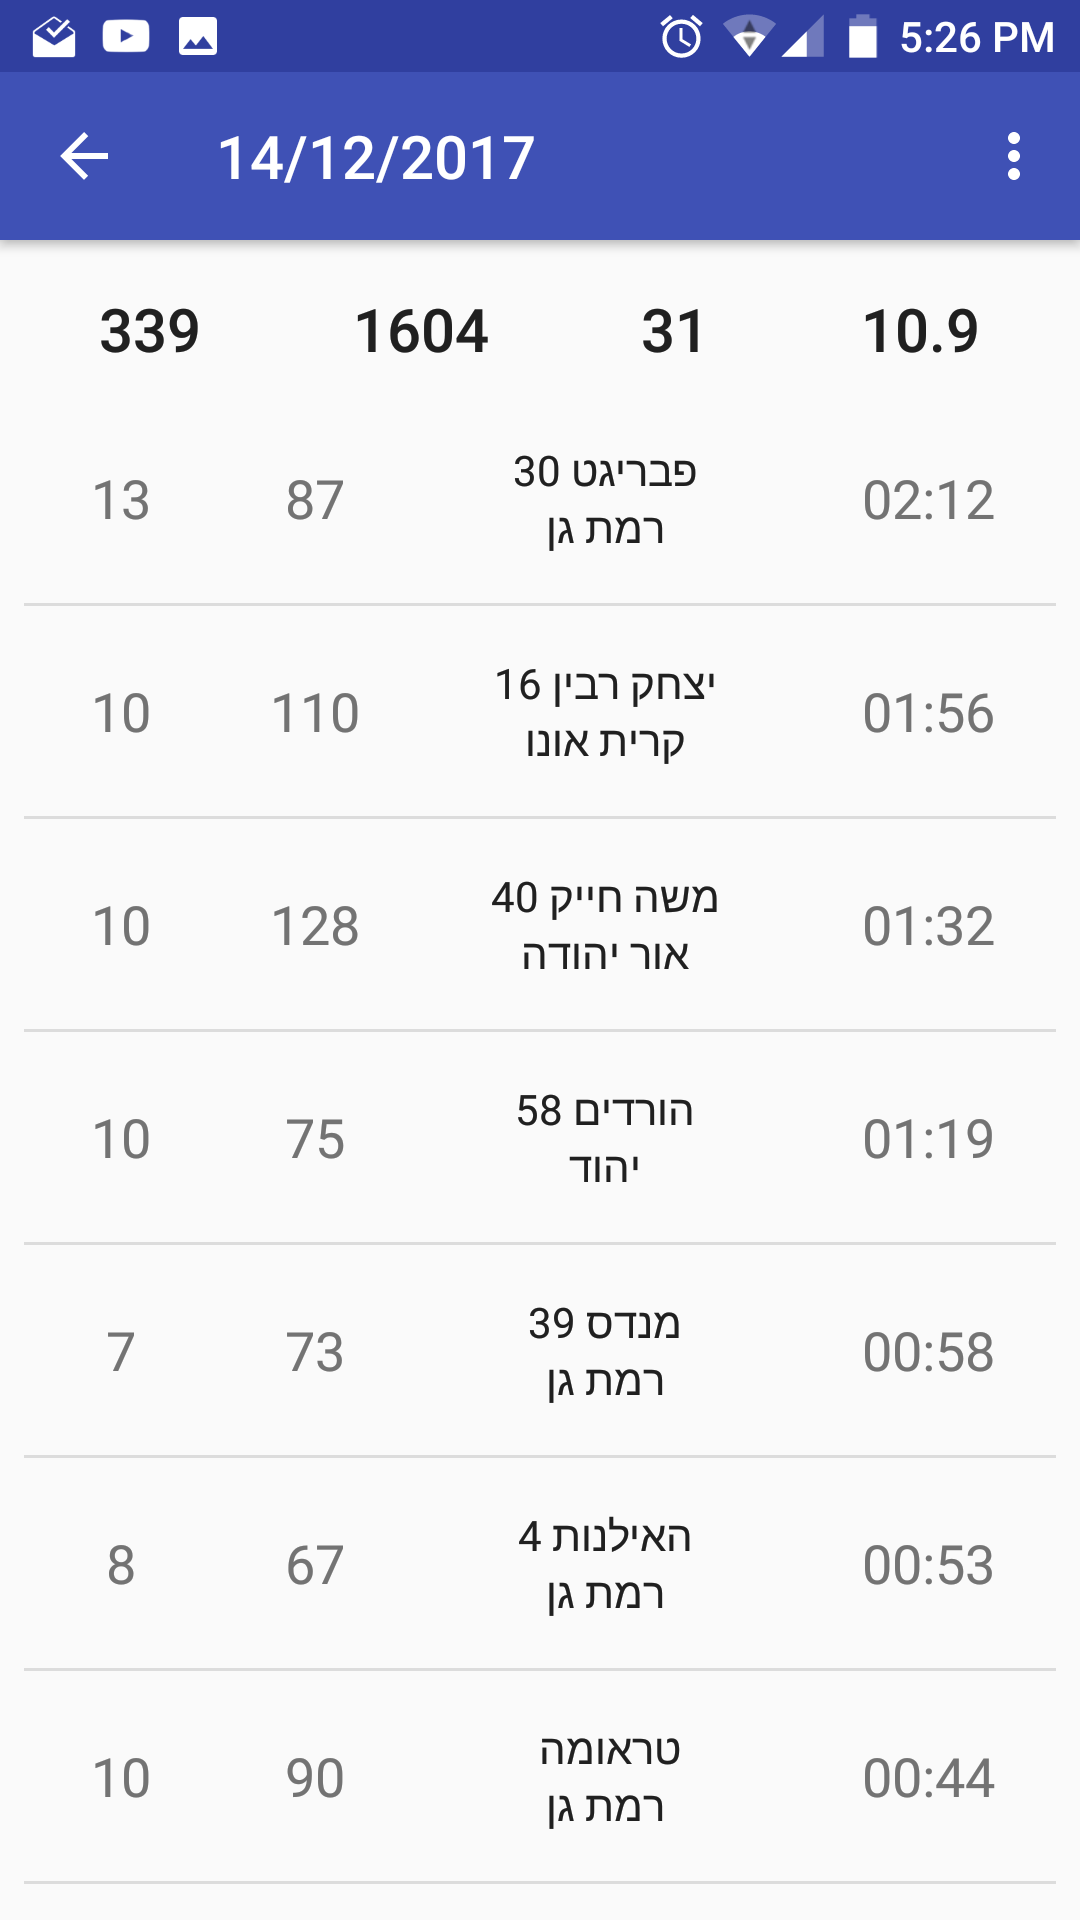 5:26 PM
14/12/2017
339 1604 31 10.9
13 87 פבריגט 30 02:12
רמת גן
10 110 יצחק רבין 16 01:56
קרית אונו
10 128 משה חייק 40 01:32
אור יהודה
10 75 הורדים 58 01:19
יהוד
7 73 מנדס 39 00:58
רמת גן
8 67 האילנות 4 00:53
רמת גן
10 90 טראומה 00:44
רמת גן